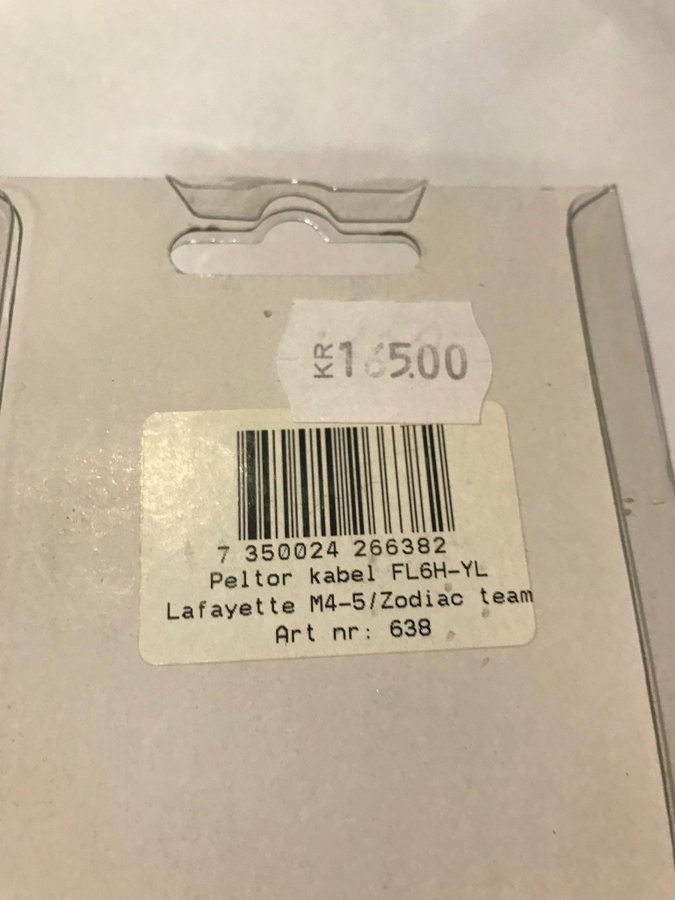 KR 165.00
7 350024 266382
Peltor kabel FL6H-YL
Lafayette M4-5/Zodiac team
Art nr: 638